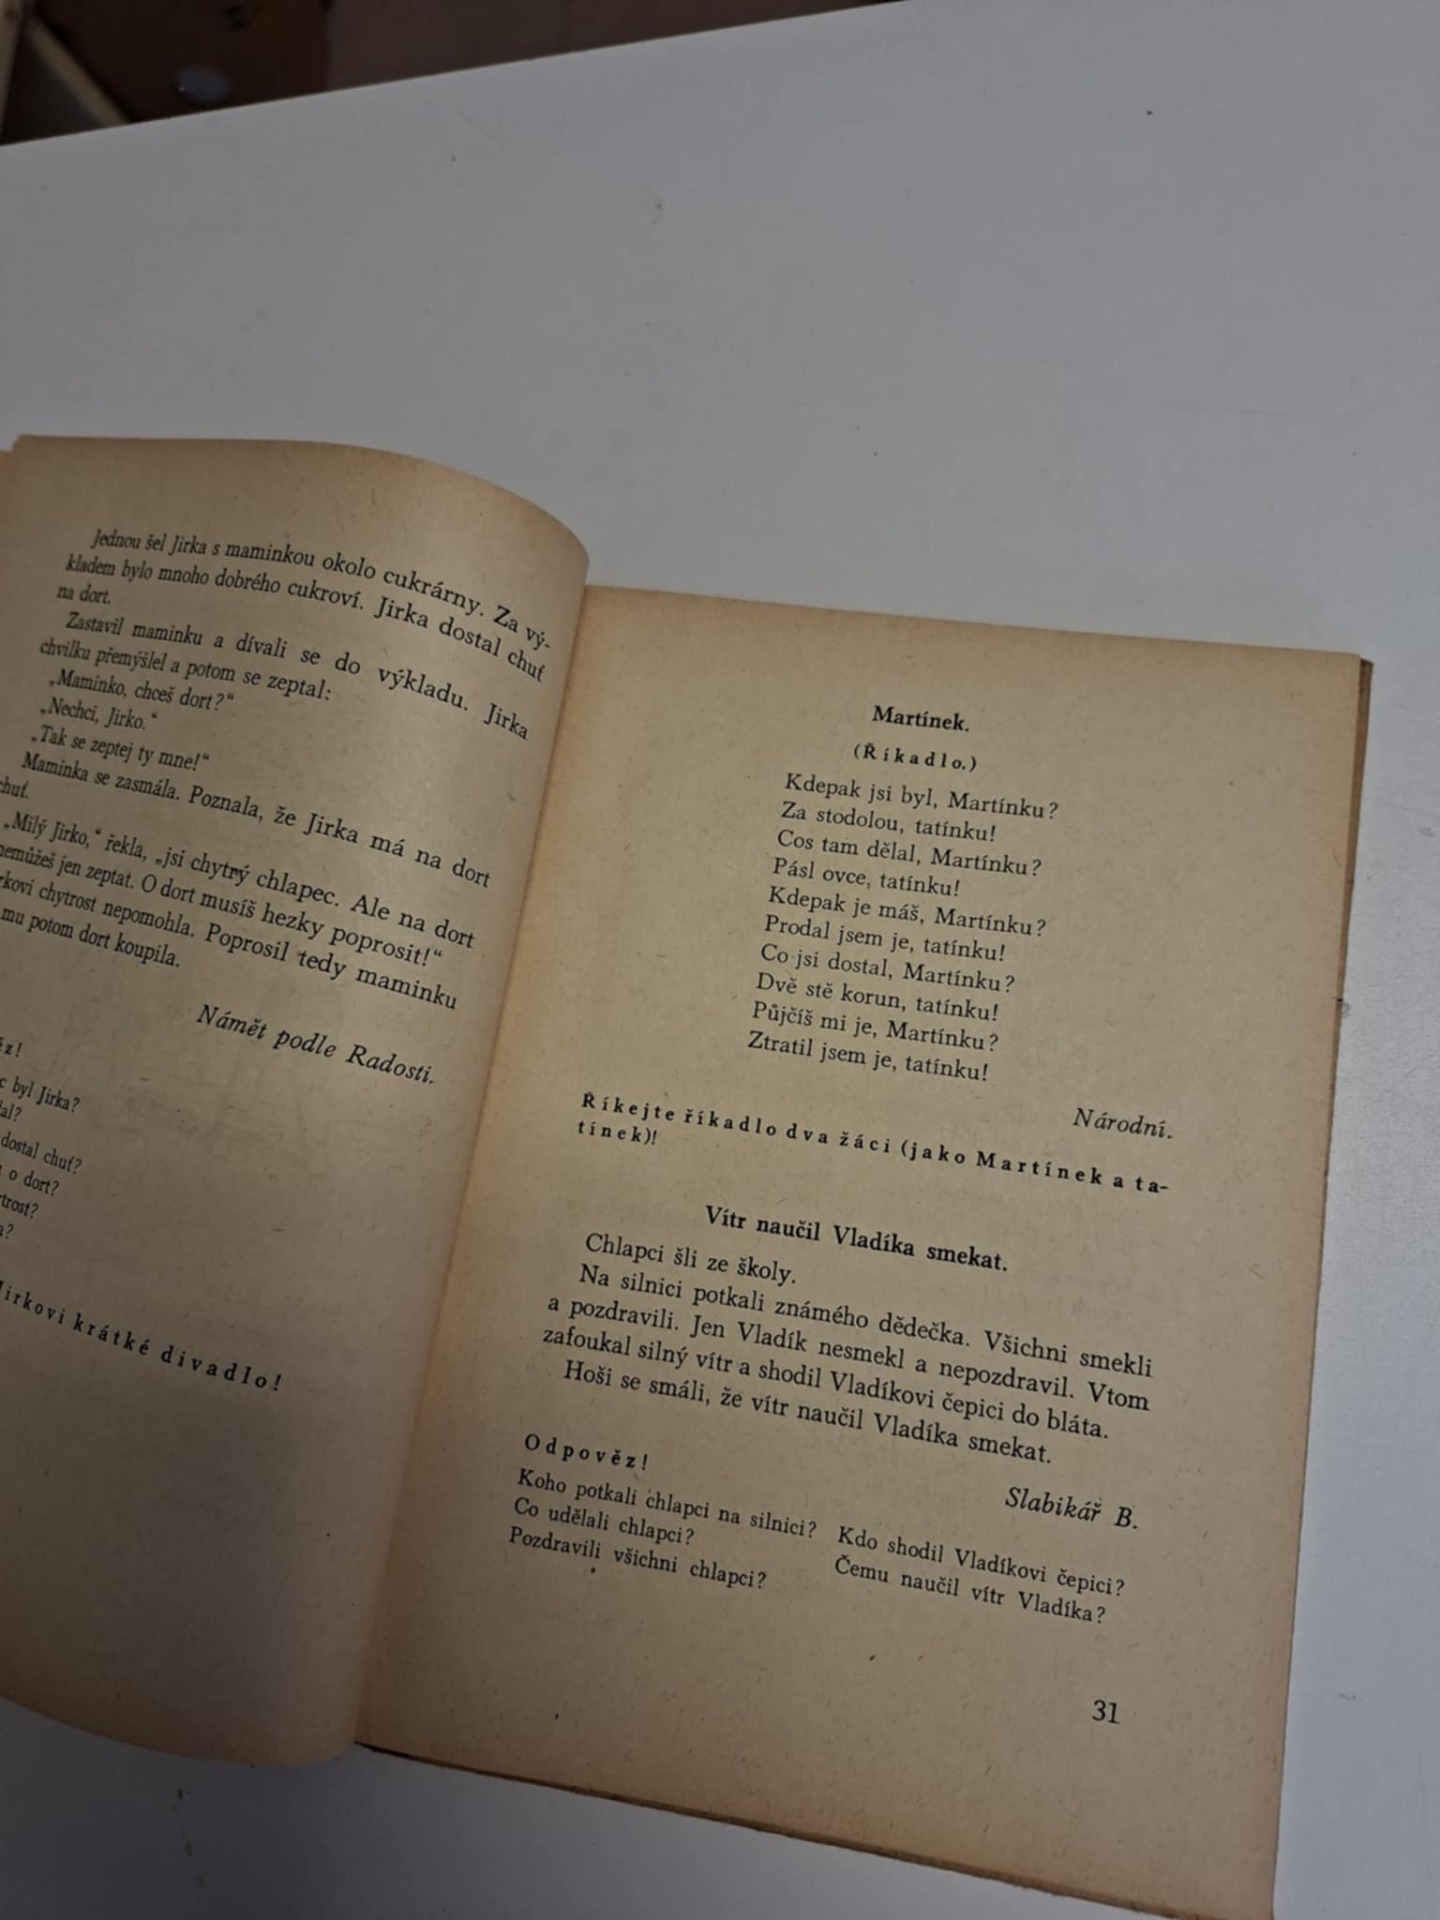 Jednou šel Jirka s maminkou okolo cukrárny. Za vý-
kladem bylo mnoho dobrého cukroví. Jirka dostal chuť
na dort.
Zastavil maminku a dívali se do výkladu. Jirka
chvilku přemýšlel a potom se zeptal:
„Maminko, chceš dort?“
„Nechci, Jirko.“
„Tak se zeptej ty mne!“
Maminka se zasmála. Poznala, že Jirka má na dort
chuť.
„Milý Jirko,“ řekla, „jsi chytrý chlapec. Ale na dort
nemůžeš jen zeptat. O dort musíš hezky poprosit!“
rkovi chytrost nepomohla. Poprosil tedy maminku
mu potom dort koupila.
Námět podle Radosti.
ěz!
c byl Jirka?
al?
dostal chuť?
o dort?
trost?
a?
Jirkovi krátké divadlo!
Martínek.
(Říkadlo.)
Kdepak jsi byl, Martínku?
Za stodolou, tatínku!
Cos tam dělal, Martínku?
Pásl ovce, tatínku!
Kdepak je máš, Martínku?
Prodal jsem je, tatínku!
Co jsi dostal, Martínku?
Dvě stě korun, tatínku!
Půjčíš mi je, Martínku?
Ztratil jsem je, tatínku!
Národní.
Říkejte říkadlo dva žáci (jako Martínek a ta-
tínek)!
Vítr naučil Vladíka smekat.
Chlapci šli ze školy.
Na silnici potkali známého dědečka. Všichni smekli
a pozdravili. Jen Vladík nesmekl a nepozdravil. Vtom
zafoukal silný vítr a shodil Vladíkovi čepici do bláta.
Hoši se smáli, že vítr naučil Vladíka smekat.
Slabikář B.
Odpověz!
Koho potkali chlapci na silnici? Kdo shodil Vladíkovi čepici?
Co udělali chlapci? Čemu naučil vítr Vladíka?
Pozdravili všichni chlapci?
31